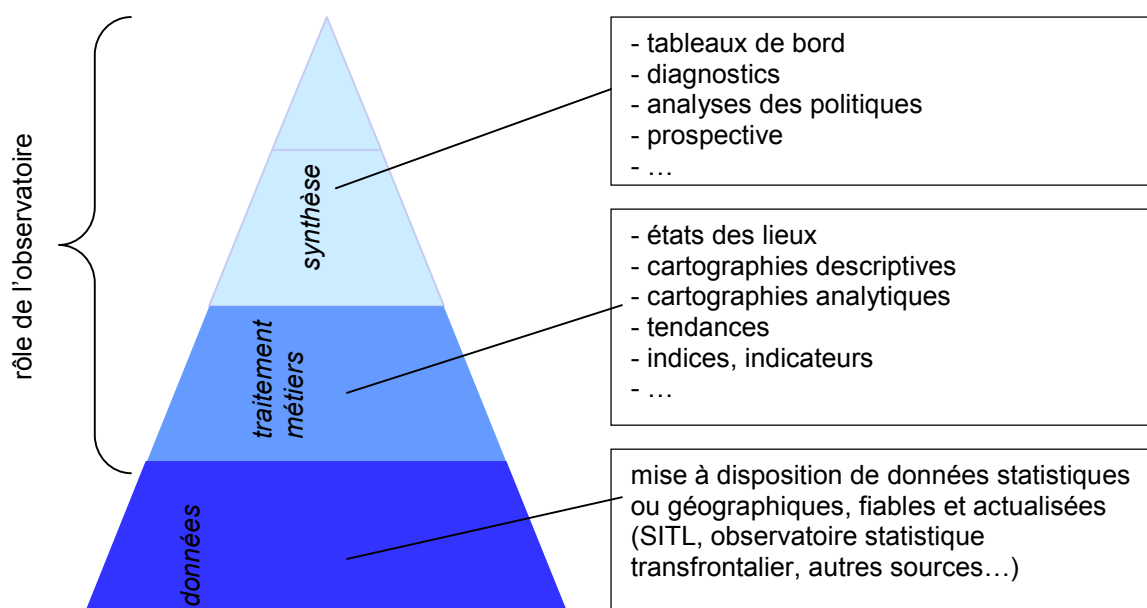 rôle de l'observatoire
synthèse
- tableaux de bord
- diagnostics
- analyses des politiques
- prospective
- …
traitement
métiers
- états des lieux
- cartographies descriptives
- cartographies analytiques
- tendances
- indices, indicateurs
- …
données
mise à disposition de données statistiques
ou géographiques, fiables et actualisées
(SITL, observatoire statistique
transfrontalier, autres sources…)